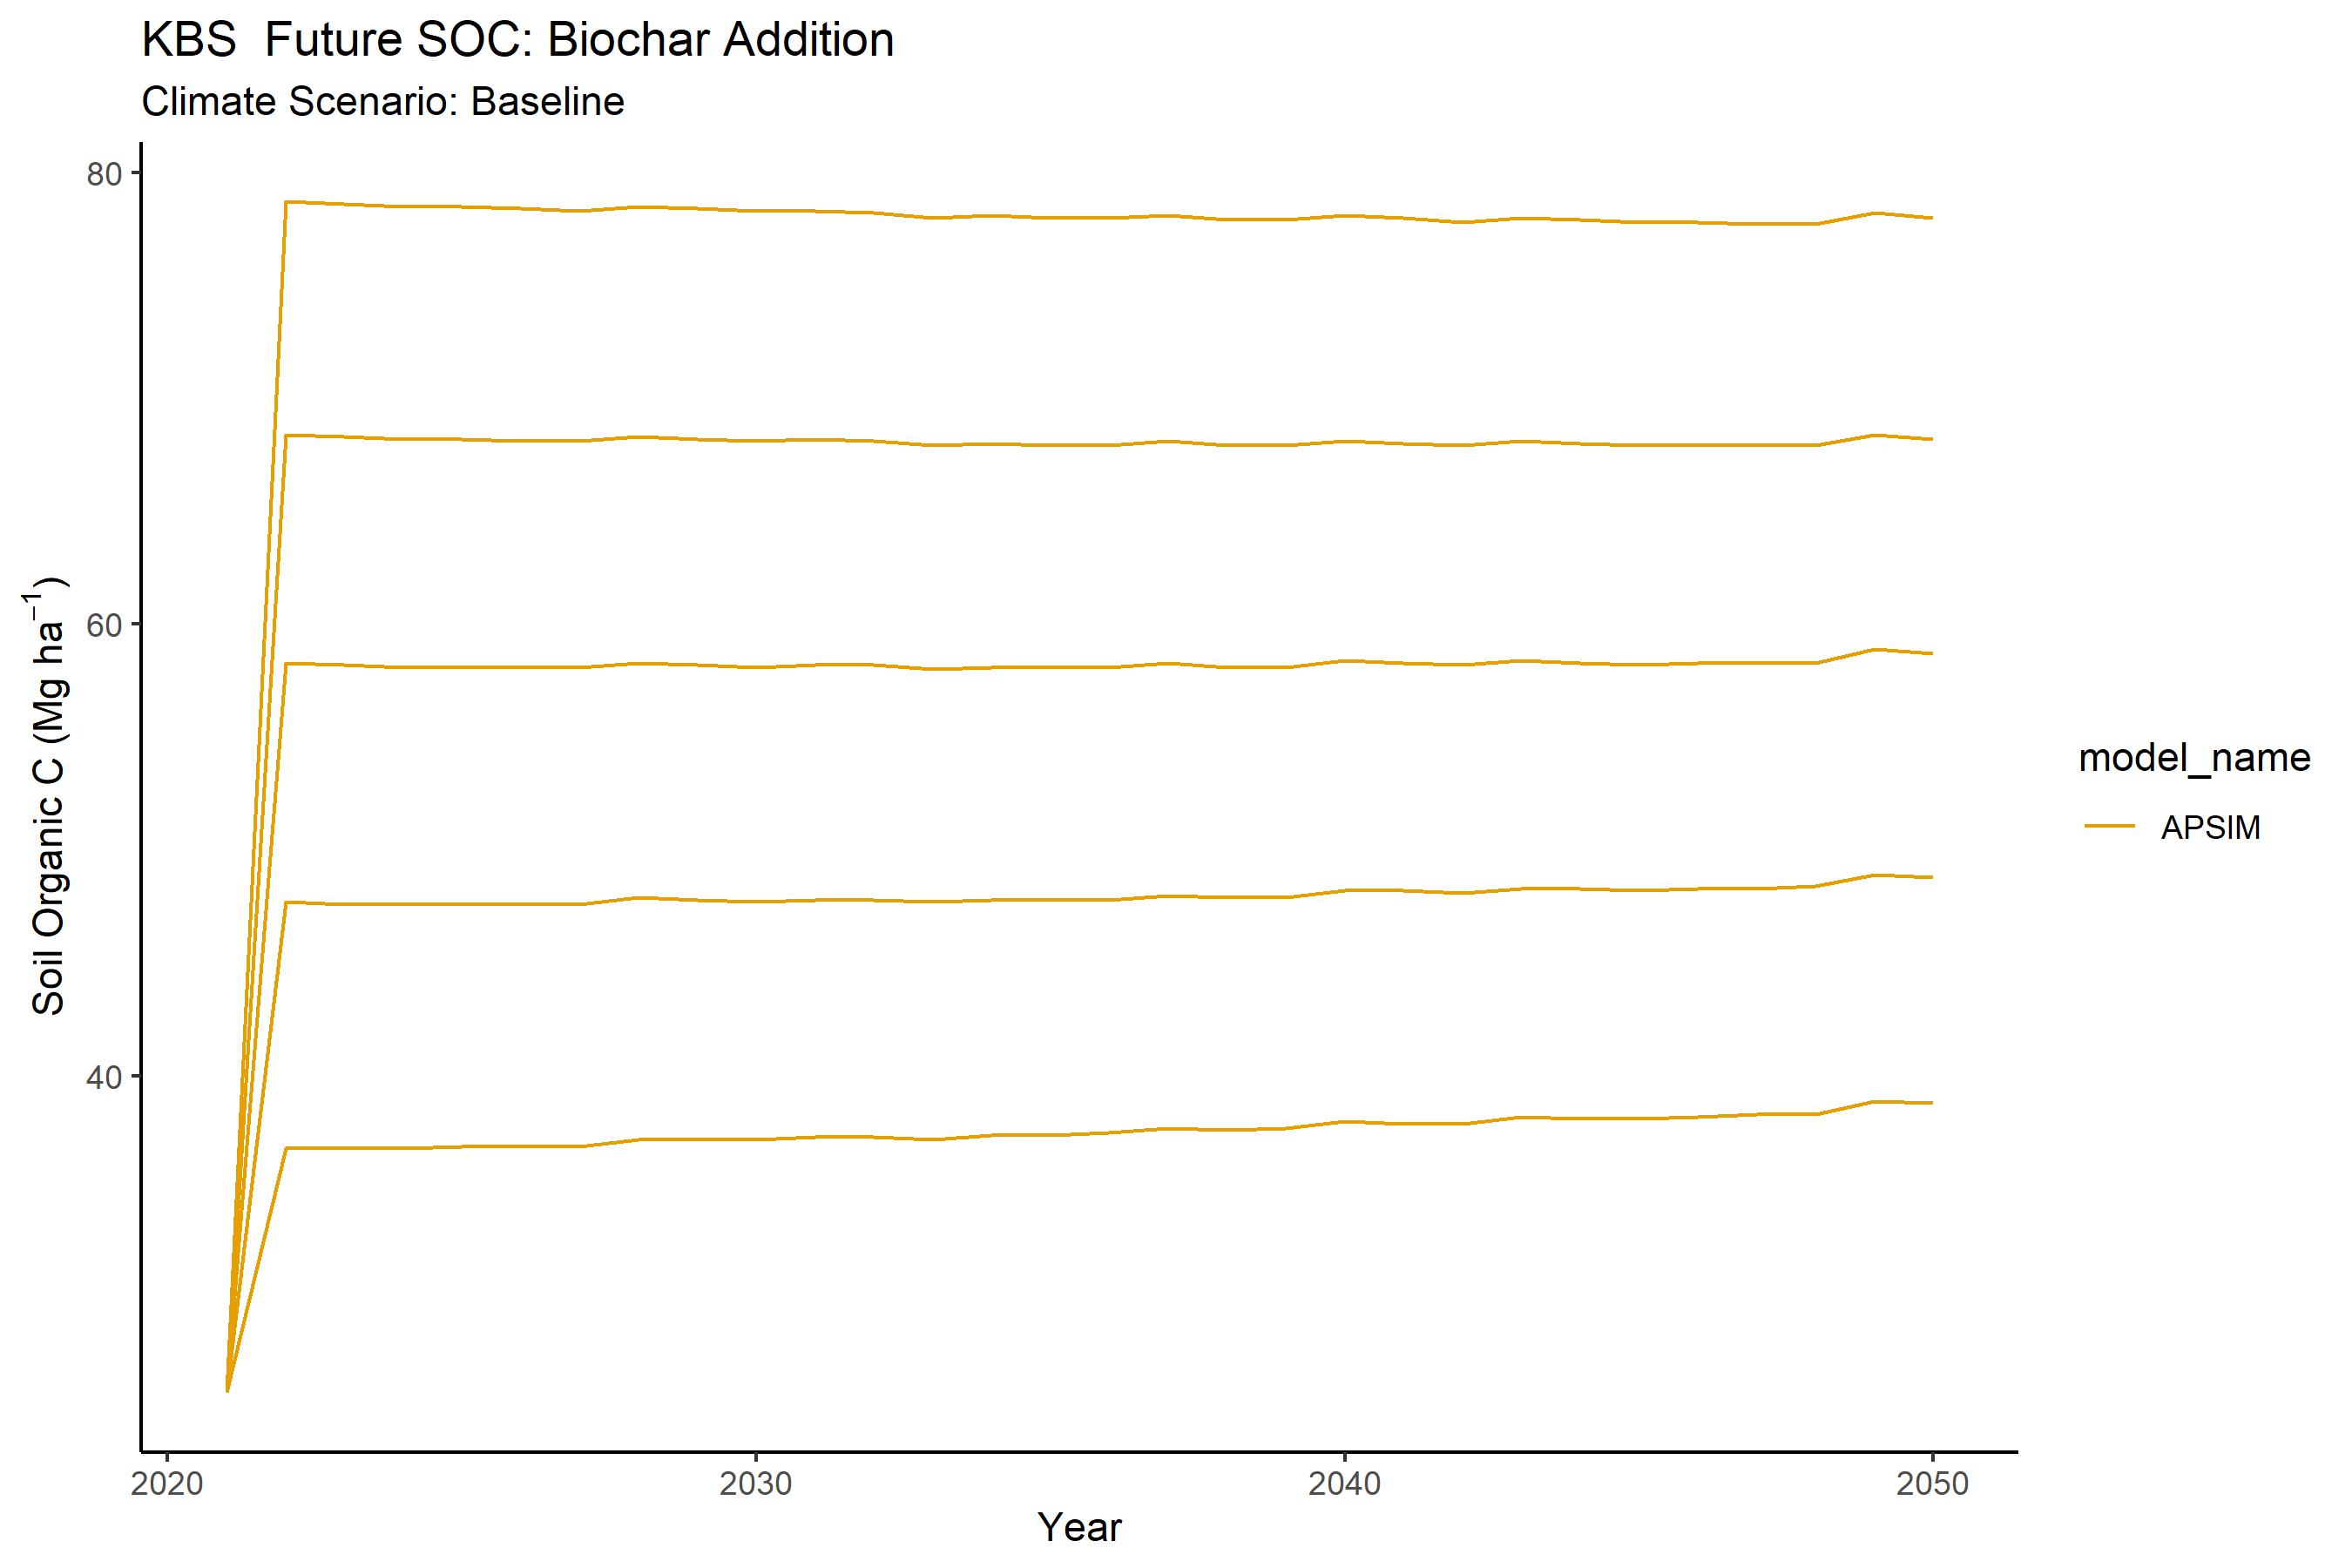 KBS  Future SOC: Biochar Addition
Climate Scenario: Baseline
80
60
40
Soil Organic C (Mg ha⁻¹)
2020 2030 2040 2050
Year
model_name
APSIM